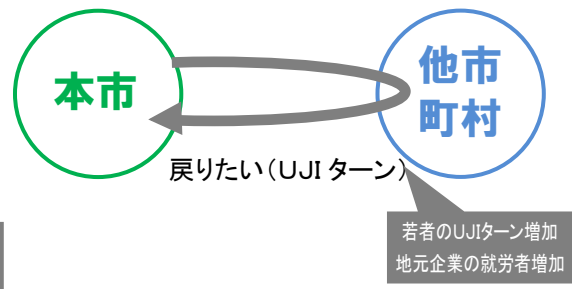 本市
他市
町村
戻りたい（UJI ターン）
若者のUJIターン増加
地元企業の就労者増加